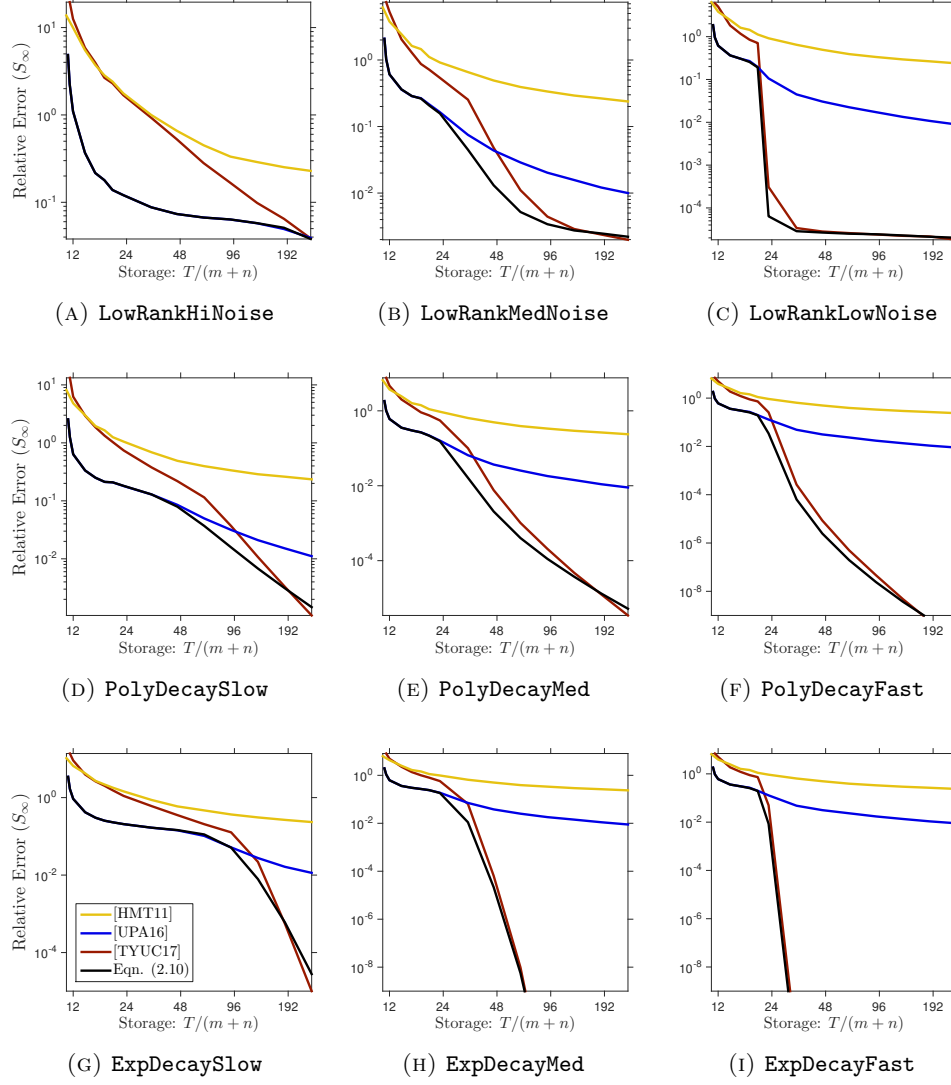 Relative Error (S∞)
10^1
10^0
10^-1
12 24 48 96 192
Storage: T/(m + n)
(A) LowRankHiNoise
10^0
10^-1
10^-2
12 24 48 96 192
Storage: T/(m + n)
(B) LowRankMedNoise
10^0
10^-1
10^-2
10^-3
10^-4
12 24 48 96 192
Storage: T/(m + n)
(C) LowRankLowNoise
Relative Error (S∞)
10^1
10^0
10^-1
10^-2
12 24 48 96 192
Storage: T/(m + n)
(D) PolyDecaySlow
10^0
10^-2
10^-4
12 24 48 96 192
Storage: T/(m + n)
(E) PolyDecayMed
10^0
10^-2
10^-4
10^-6
10^-8
12 24 48 96 192
Storage: T/(m + n)
(F) PolyDecayFast
Relative Error (S∞)
10^0
10^-2
10^-4
[HMT11]
[UPA16]
[TYUC17]
Eqn. (2.10)
12 24 48 96 192
Storage: T/(m + n)
(G) ExpDecaySlow
10^0
10^-2
10^-4
10^-6
10^-8
12 24 48 96 192
Storage: T/(m + n)
(H) ExpDecayMed
10^0
10^-2
10^-4
10^-6
10^-8
12 24 48 96 192
Storage: T/(m + n)
(I) ExpDecayFast